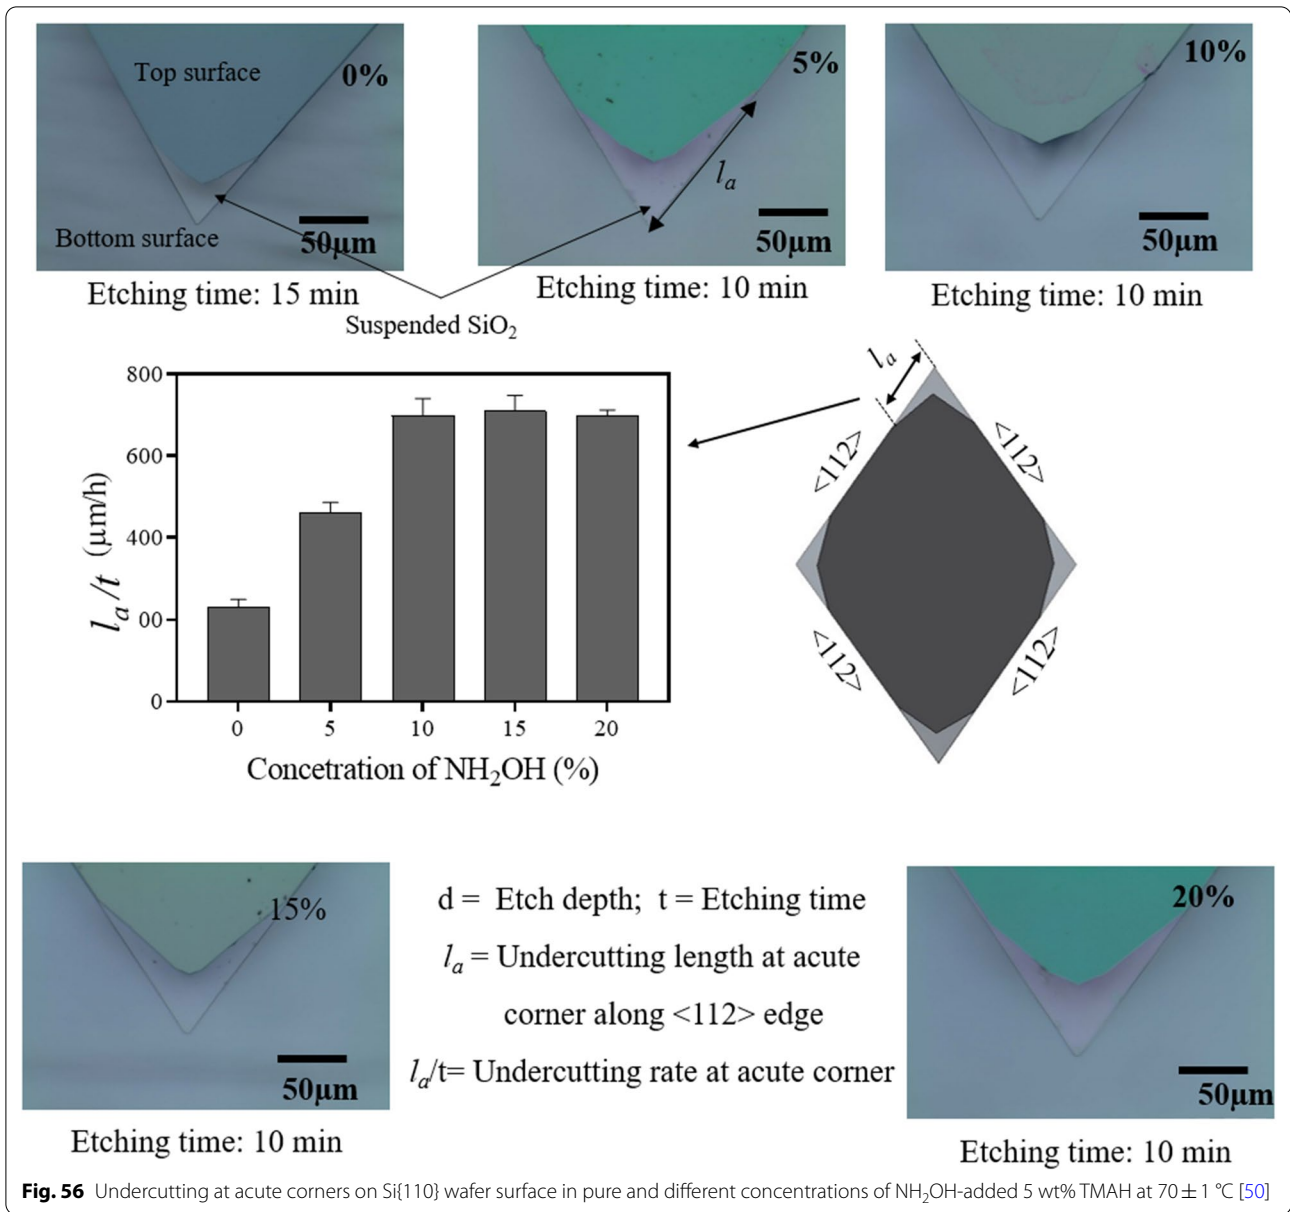 Top surface
0%
Bottom surface
50μm
Etching time: 15 min
5%
lₐ
50μm
Etching time: 10 min
10%
50μm
Etching time: 10 min
Suspended SiO₂
800
600
400
00
0
lₐ/t (μm/h)
0 5 10 15 20
Concetration of NH₂OH (%)
lₐ
<112>
<112>
<112>
<112>
15%
50μm
Etching time: 10 min
d = Etch depth; t = Etching time
lₐ = Undercutting length at acute
corner along <112> edge
lₐ/t= Undercutting rate at acute corner
20%
50μm
Etching time: 10 min
Fig. 56 Undercutting at acute corners on Si{110} wafer surface in pure and different concentrations of NH₂OH-added 5 wt% TMAH at 70 ± 1 °C [50]